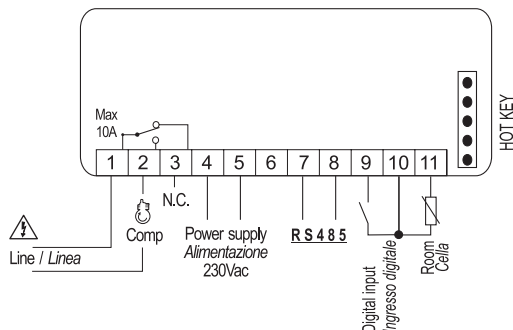 Max
10A
HOT KEY
1 2 3 4 5 6 7 8 9 10 11
N.C.
Comp
Line / Linea
Power supply
Alimentazione
230Vac
RS485
Digital input
Ingresso digitale
Room
Cella